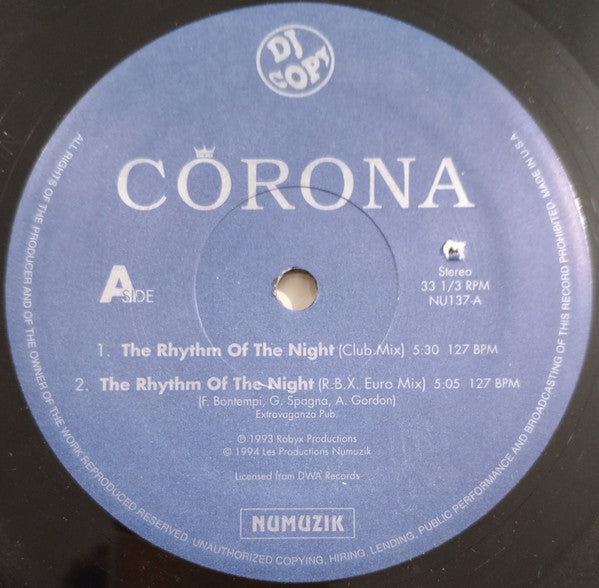 DJ
COPY
CORONA
A SIDE
Stereo
33 1/3 RPM
NU137-A
1. The Rhythm Of The Night (Club Mix) 5:30 127 BPM
2. The Rhythm Of The Night (R.B.X. Euro Mix) 5:05 127 BPM
(F. Bontempi, G. Spagna, A. Gordon)
Extravaganza Pub.
℗ 1993 Robyx Productions
© 1994 Les Productions Numuzik
Licensed from DWA Records
NUMUZIK
ALL RIGHTS OF THE PRODUCER AND OF THE OWNER OF THE WORK REPRODUCED RESERVED. UNAUTHORIZED COPYING, HIRING, LENDING, PUBLIC PERFORMANCE AND BROADCASTING OF THIS RECORD PROHIBITED. MADE IN U.S.A